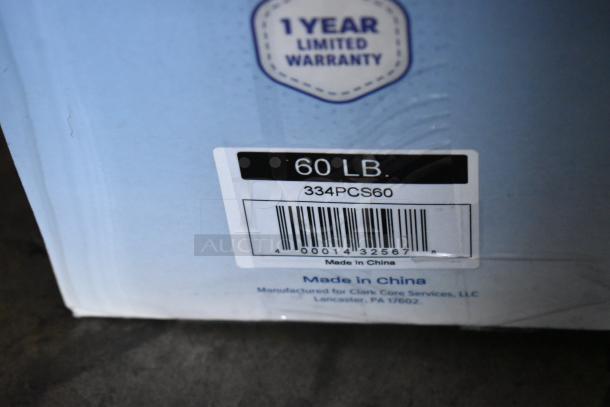 1 YEAR
LIMITED
WARRANTY
60 LB.
334PCS60
4 00014 32567 8
Made in China
Made in China
Manufactured for Clark Core Services, LLC
Lancaster, PA 17602